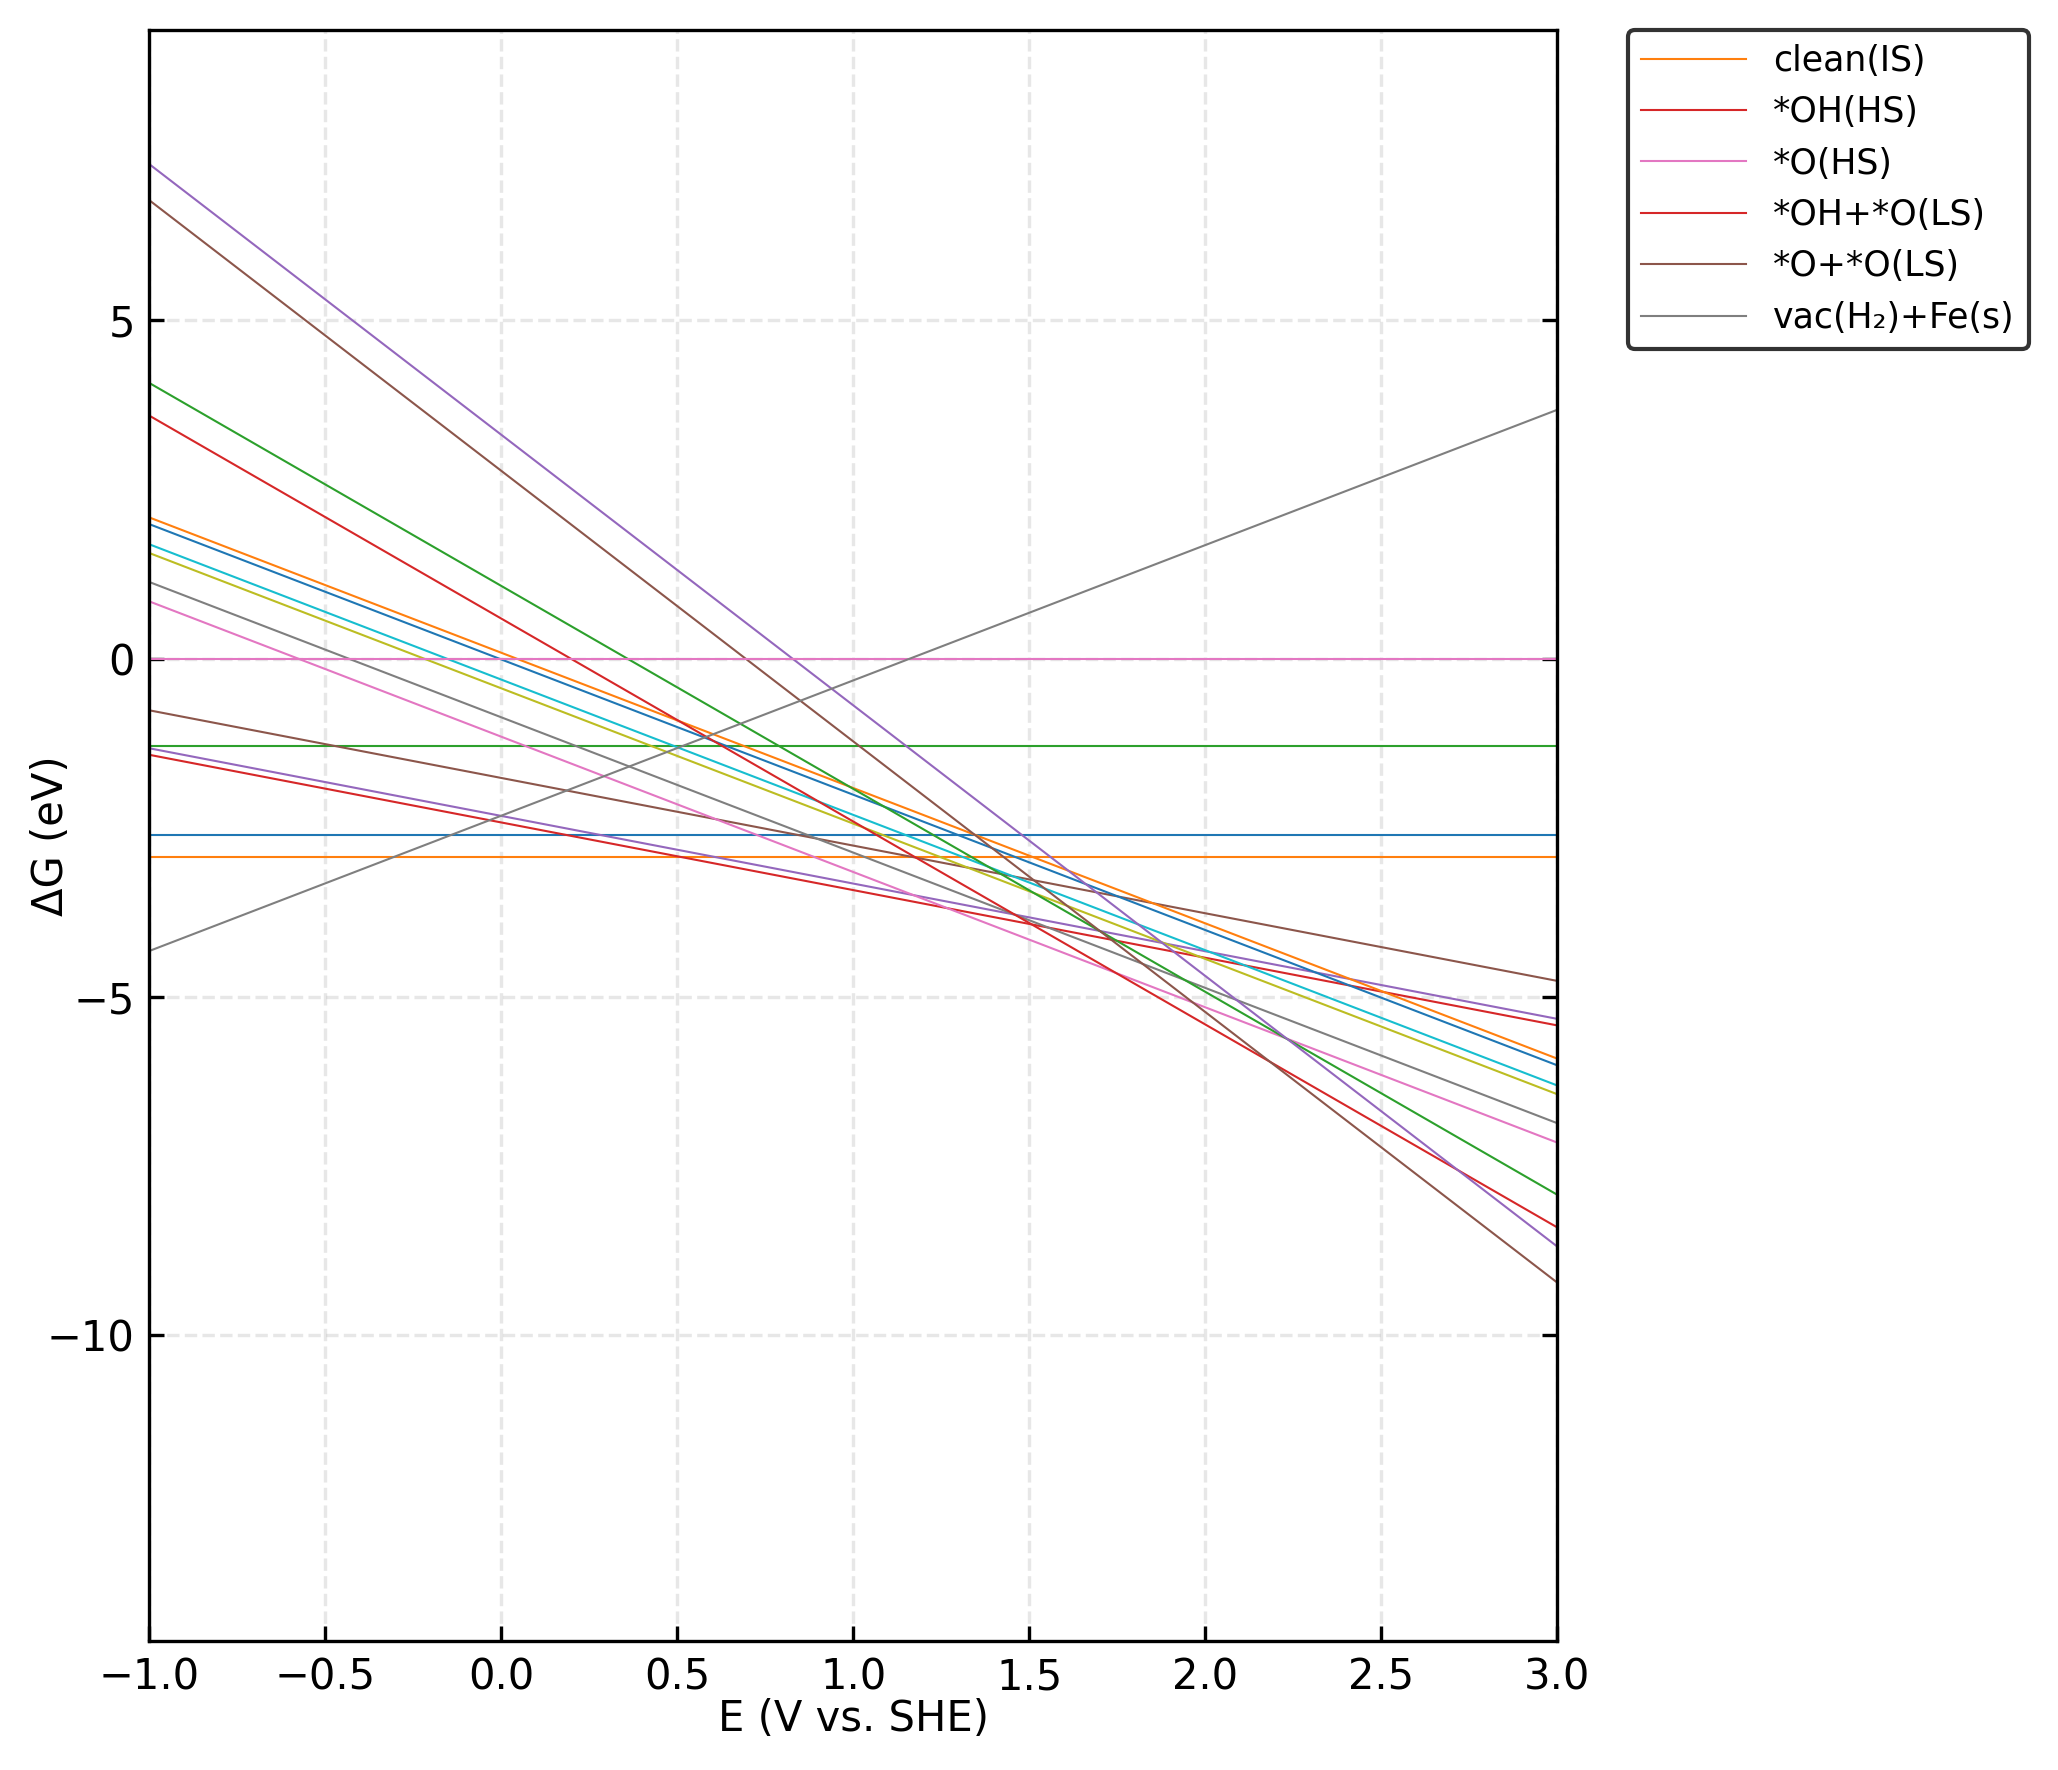 clean(IS)
*OH(HS)
*O(HS)
*OH+*O(LS)
*O+*O(LS)
vac(H₂)+Fe(s)
5
0
−5
−10
ΔG (eV)
−1.0 −0.5 0.0 0.5 1.0 1.5 2.0 2.5 3.0
E (V vs. SHE)